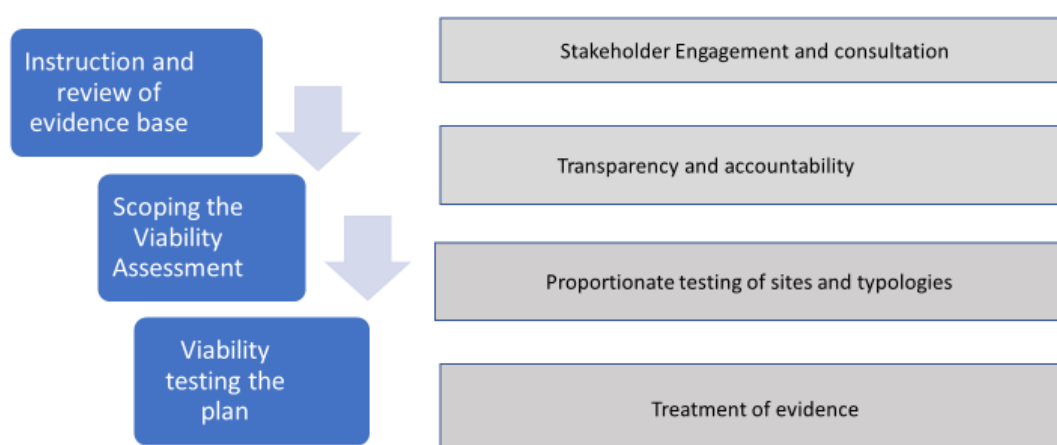 Instruction and
review of
evidence base
Scoping the
Viability
Assessment
Viability
testing the
plan
Stakeholder Engagement and consultation
Transparency and accountability
Proportionate testing of sites and typologies
Treatment of evidence